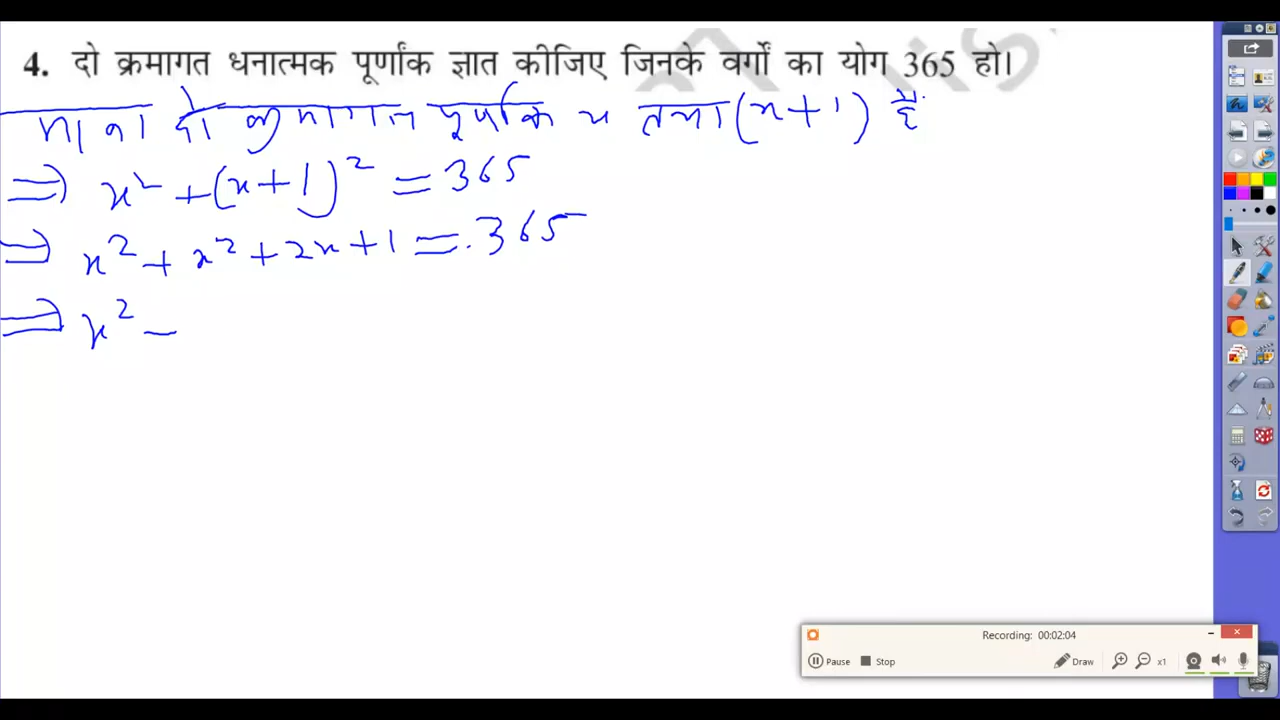 4. दो क्रमागत धनात्मक पूर्णांक ज्ञात कीजिए जिनके वर्गों का योग 365 हो।
माना दो क्रमागत पूर्णांक x तथा (x+1) है
⇒ x² + (x+1)² = 365
⇒ x² + x² + 2x + 1 = 365
⇒ x² -
Recording: 00:02:04
Pause Stop Draw x1